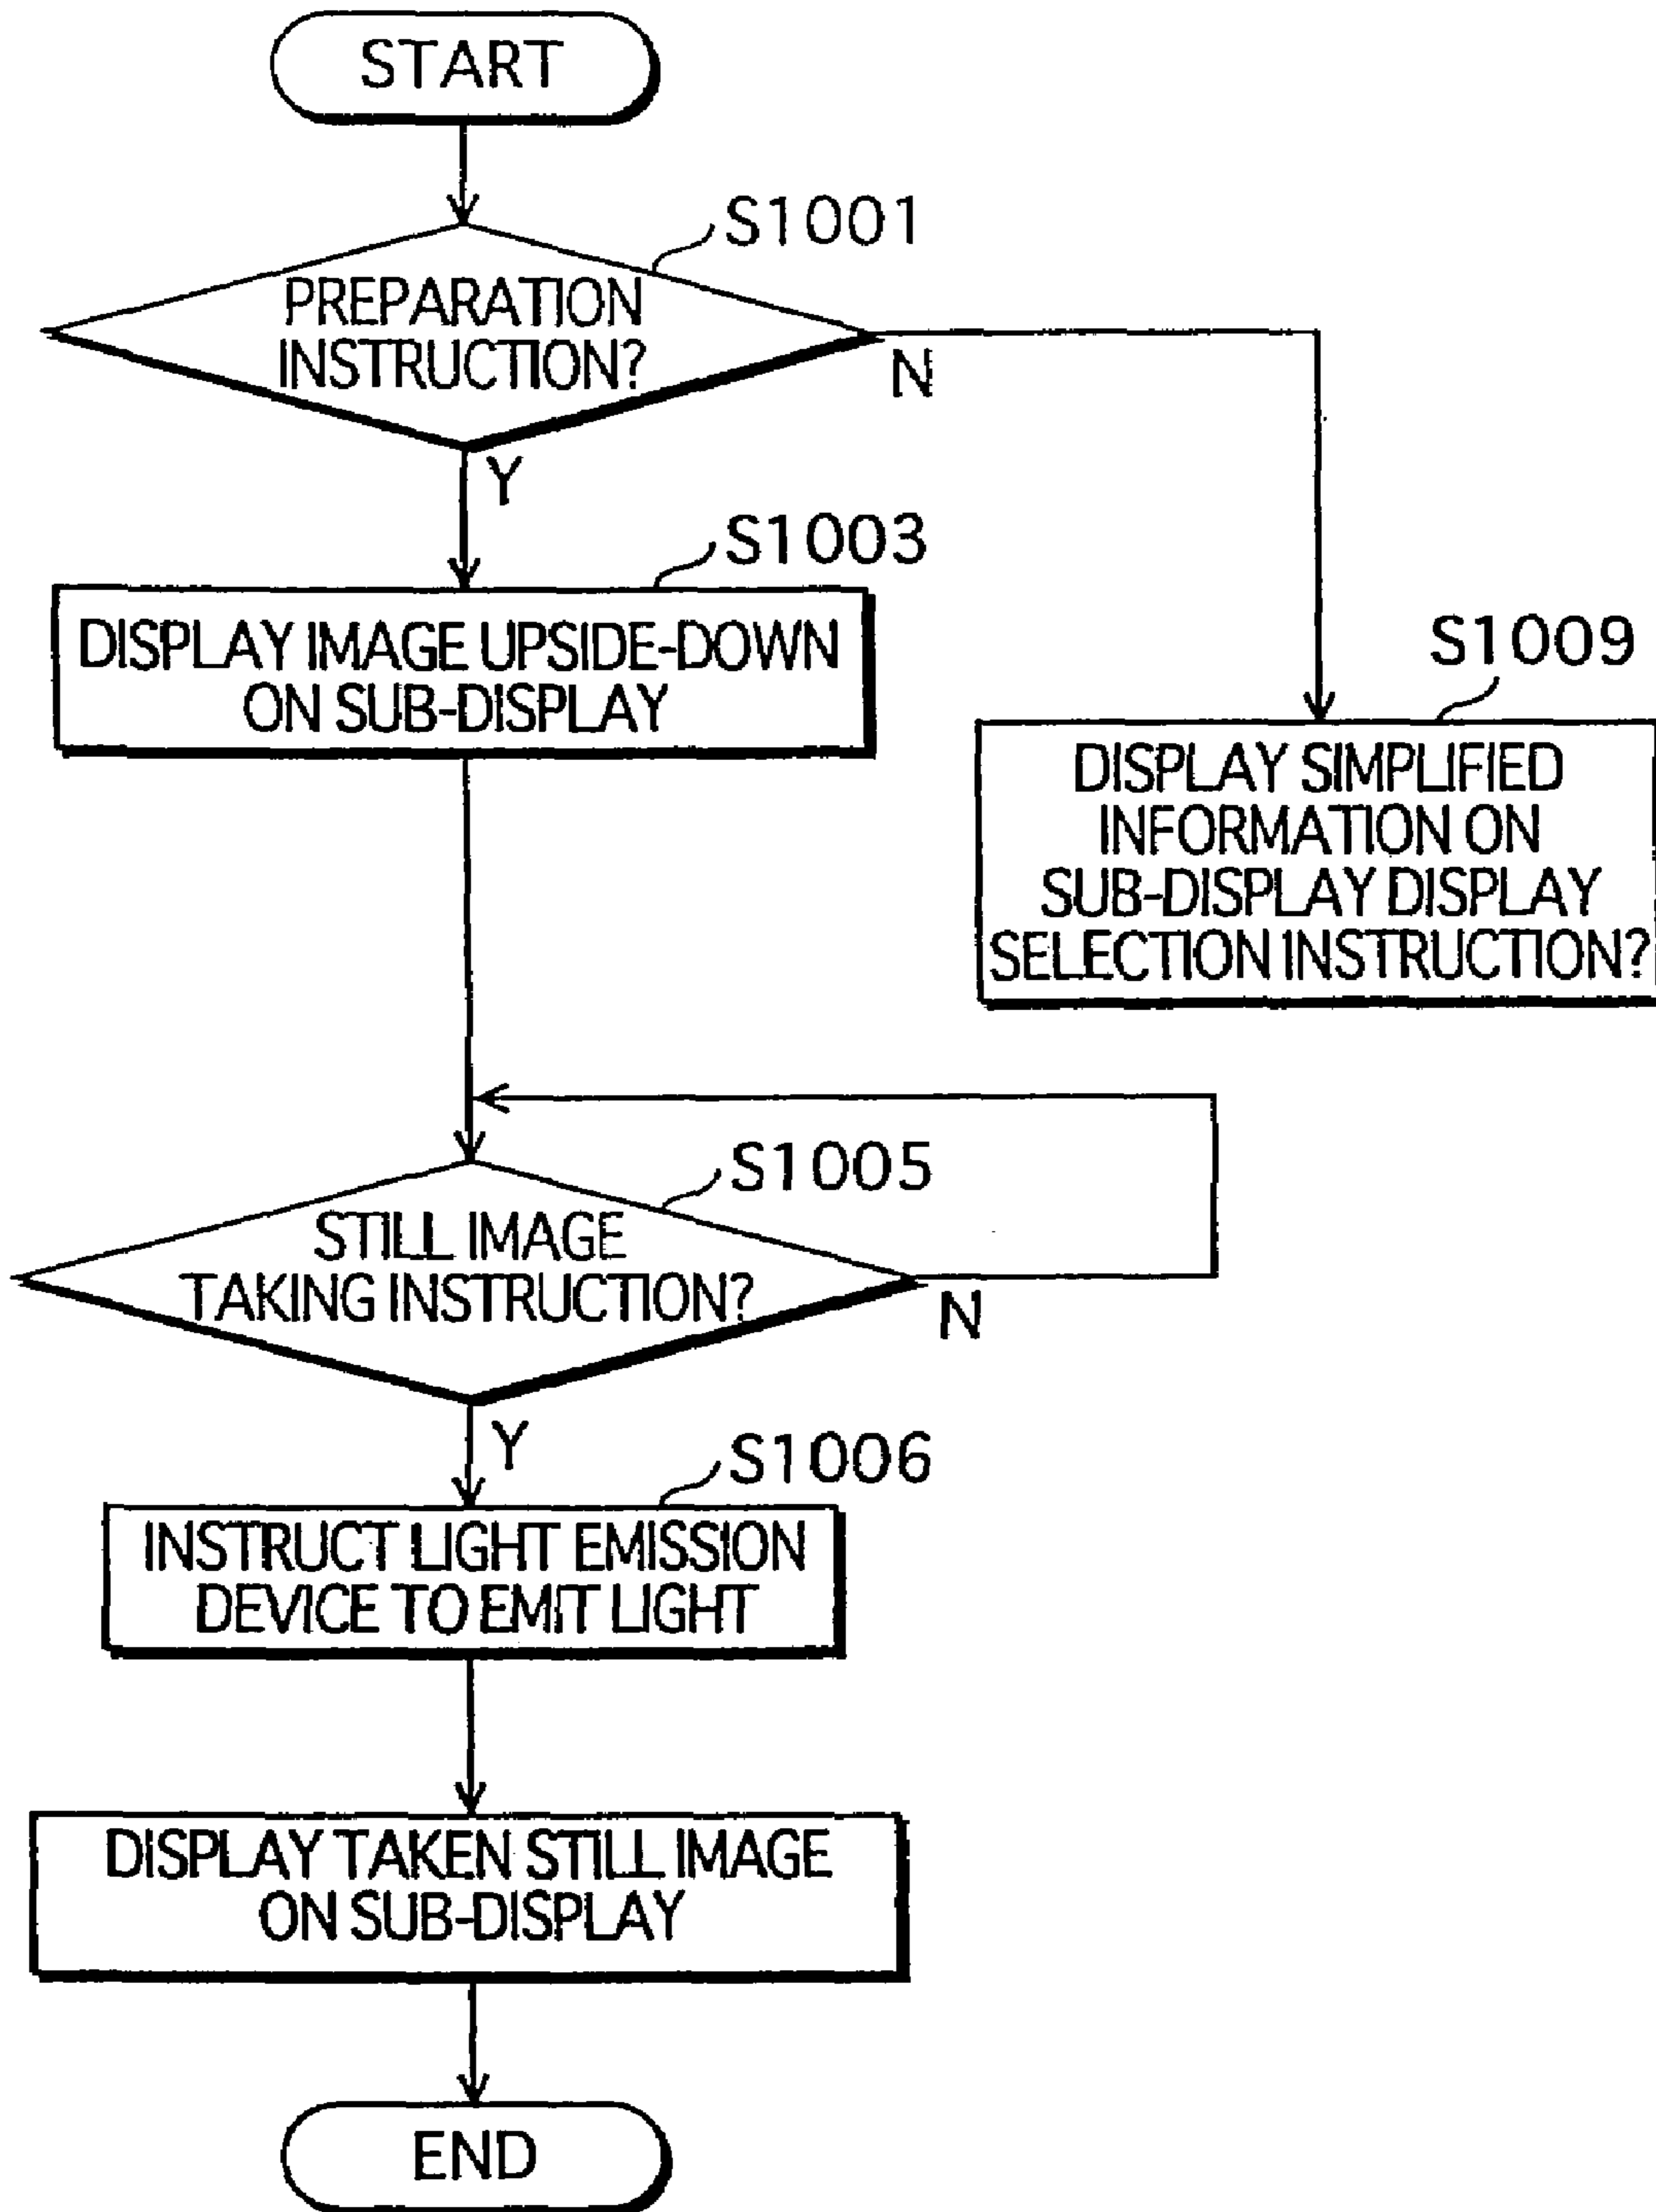 START
S1001
PREPARATION
INSTRUCTION?
N
Y
S1003
DISPLAY IMAGE UPSIDE-DOWN
ON SUB-DISPLAY
S1009
DISPLAY SIMPLIFIED
INFORMATION ON
SUB-DISPLAY DISPLAY
SELECTION INSTRUCTION?
S1005
STILL IMAGE
TAKING INSTRUCTION?
N
Y
S1006
INSTRUCT LIGHT EMISSION
DEVICE TO EMIT LIGHT
DISPLAY TAKEN STILL IMAGE
ON SUB-DISPLAY
END